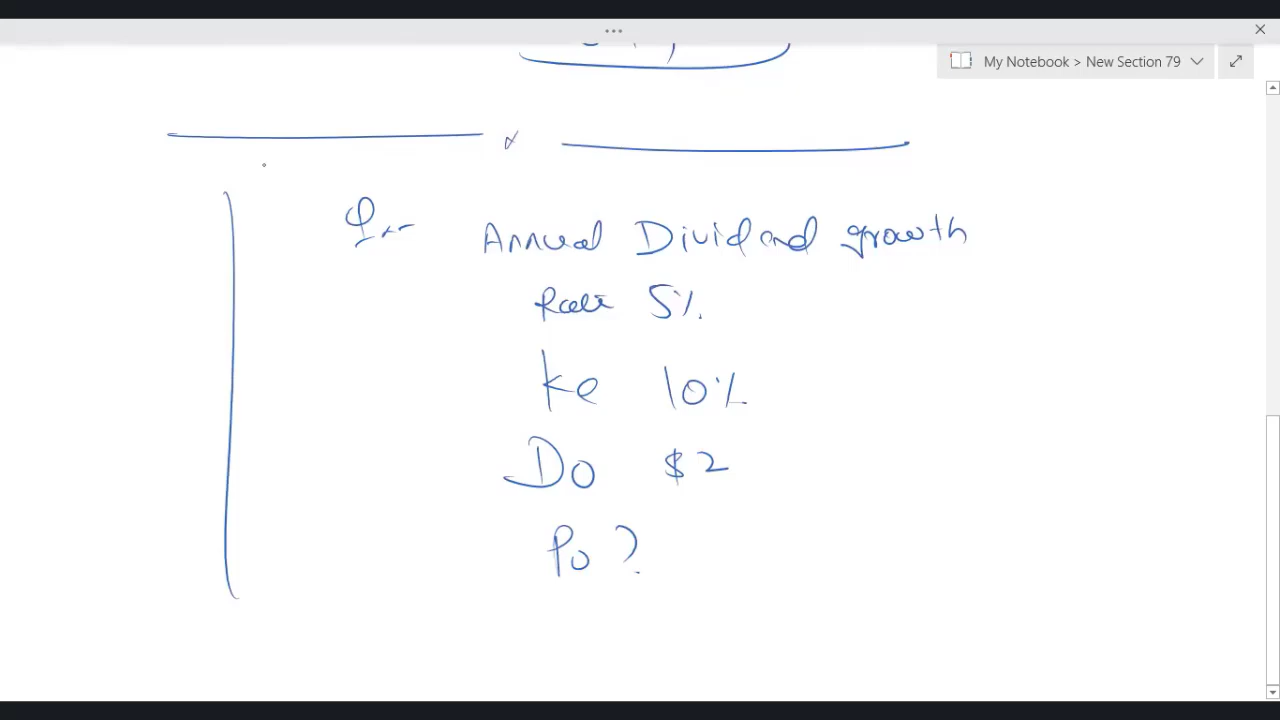 My Notebook > New Section 79
Annual Dividend growth
Rate 5%
ke 10%
Do $2
Po ?